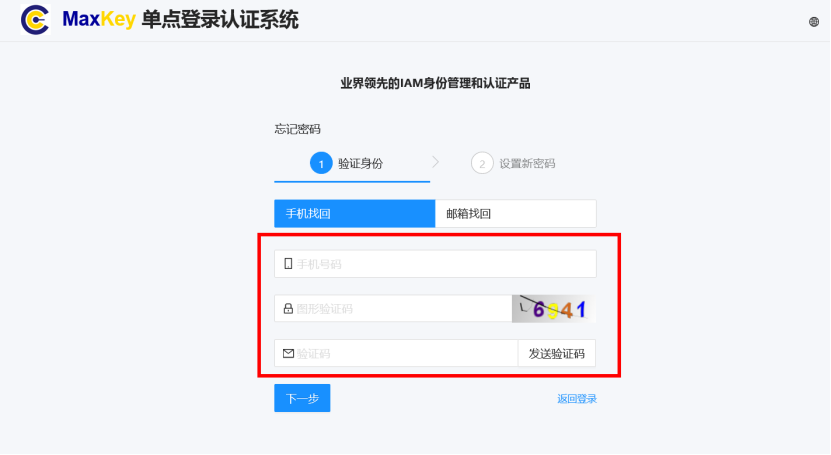 MaxKey 单点登录认证系统
业界领先的IAM身份管理和认证产品
忘记密码
1 验证身份
2 设置新密码
手机找回 邮箱找回
手机号码
图形验证码 6941
验证码 发送验证码
下一步 返回登录